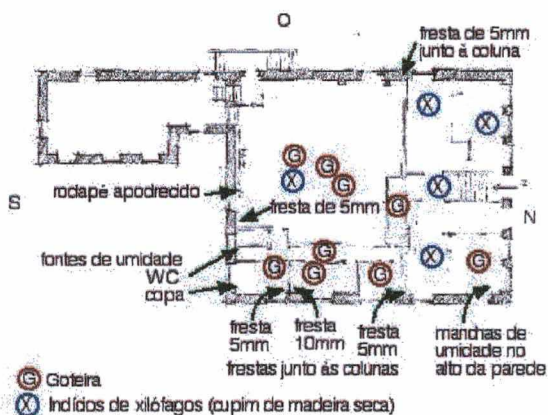 O
fresta de 5mm
junto à coluna
X
X
G
G
X
G
X
rodapé apodrecido
G
S
fresta de 5mm
N
fontes de umidade
WC
copa
G
G
G
G
X
G
fresta
5mm
fresta
10mm
fresta
5mm
frestas junto às colunas
manchas de
umidade no
alto da parede
G Goteira
X Indícios de xilófagos (cupim de madeira seca)